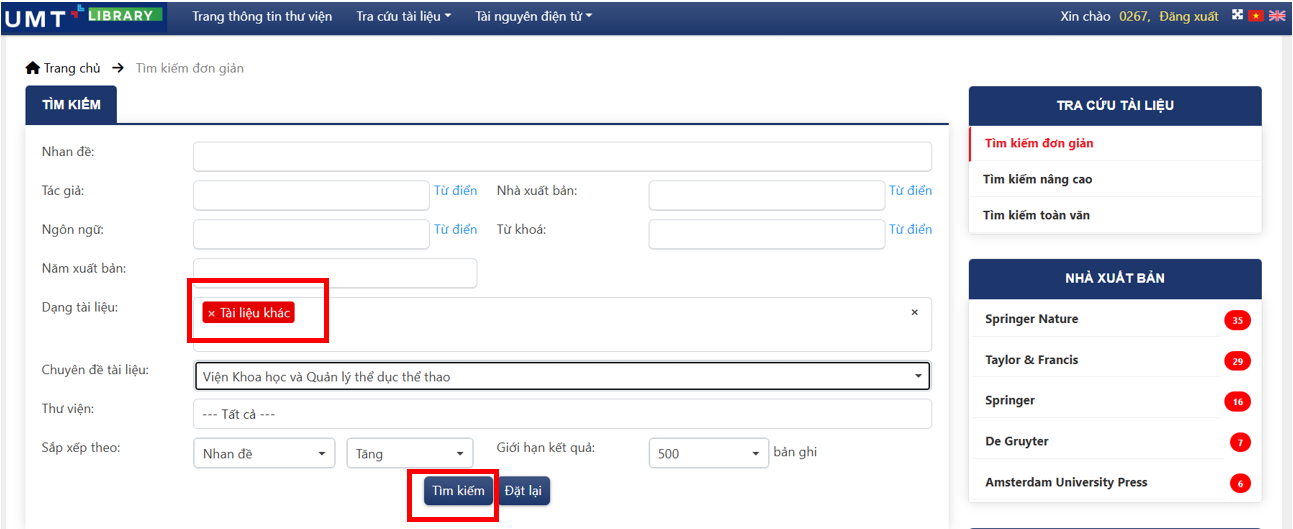 UMT LIBRARY Trang thông tin thư viện Tra cứu tài liệu Tài nguyên điện tử Xin chào 0267, Đăng xuất
Trang chủ → Tìm kiếm đơn giản
TÌM KIẾM
Nhan đề:
Tác giả: Từ điển Nhà xuất bản: Từ điển
Ngôn ngữ: Từ điển Từ khoá: Từ điển
Năm xuất bản:
Dạng tài liệu: × Tài liệu khác ×
Chuyên đề tài liệu: Viện Khoa học và Quản lý thể dục thể thao
Thư viện: --- Tất cả ---
Sắp xếp theo: Nhan đề Tăng Giới hạn kết quả: 500 bản ghi
Tìm kiếm Đặt lại
TRA CỨU TÀI LIỆU
Tìm kiếm đơn giản
Tìm kiếm nâng cao
Tìm kiếm toàn văn
NHÀ XUẤT BẢN
Springer Nature 35
Taylor & Francis 29
Springer 16
De Gruyter 7
Amsterdam University Press 6